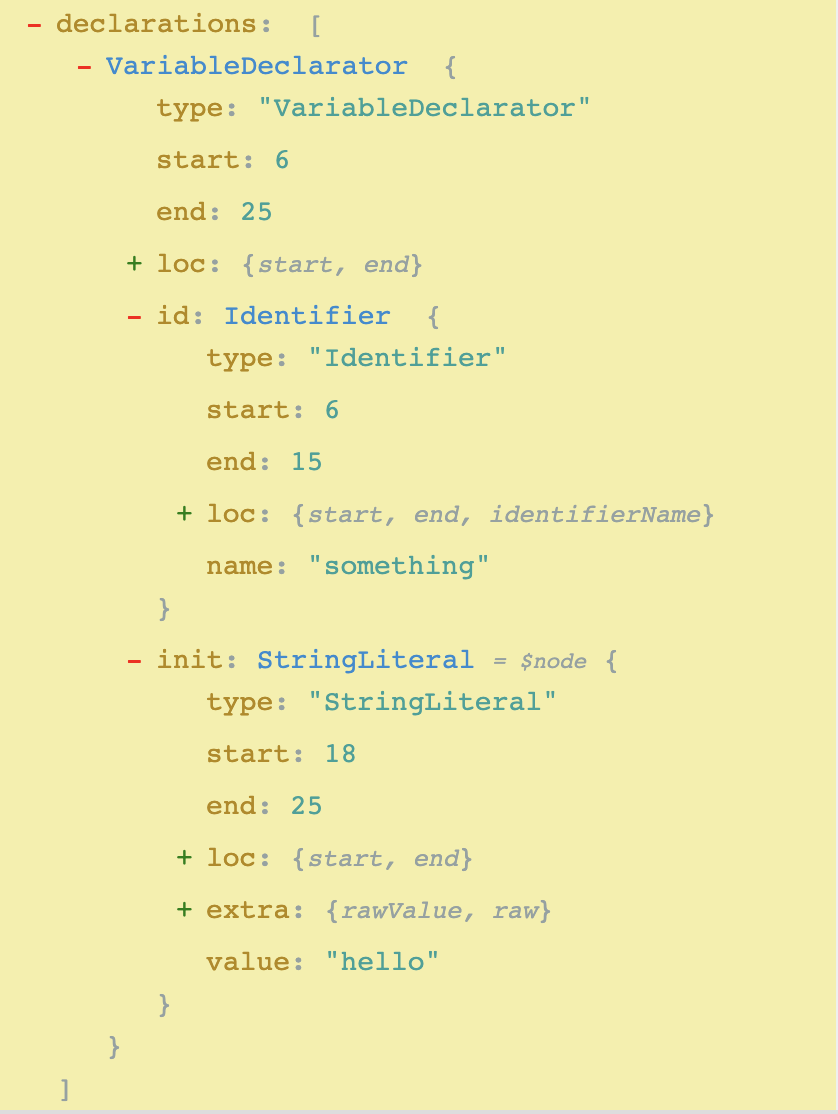 - declarations: [
- VariableDeclarator {
type: "VariableDeclarator"
start: 6
end: 25
+ loc: {start, end}
- id: Identifier {
type: "Identifier"
start: 6
end: 15
+ loc: {start, end, identifierName}
name: "something"
}
- init: StringLiteral = $node {
type: "StringLiteral"
start: 18
end: 25
+ loc: {start, end}
+ extra: {rawValue, raw}
value: "hello"
}
}
]